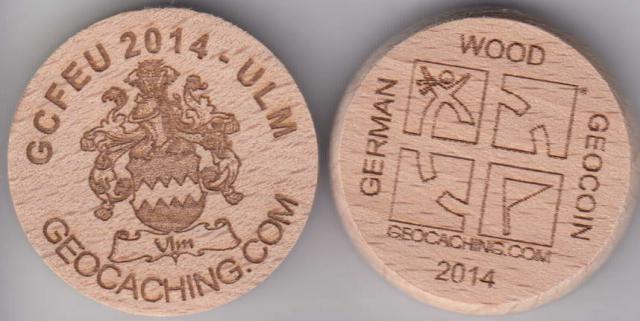 GCFEU 2014 - ULM
Ulm
GEOCACHING.COM
WOOD
GERMAN
GEOCOIN
GEOCACHING.COM
2014